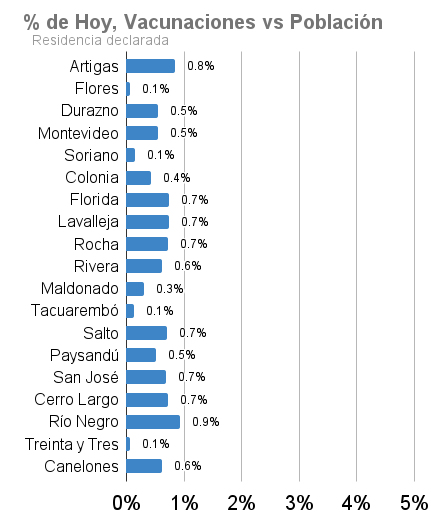 % de Hoy, Vacunaciones vs Población
Residencia declarada
Artigas 0.8%
Flores 0.1%
Durazno 0.5%
Montevideo 0.5%
Soriano 0.1%
Colonia 0.4%
Florida 0.7%
Lavalleja 0.7%
Rocha 0.7%
Rivera 0.6%
Maldonado 0.3%
Tacuarembó 0.1%
Salto 0.7%
Paysandú 0.5%
San José 0.7%
Cerro Largo 0.7%
Río Negro 0.9%
Treinta y Tres 0.1%
Canelones 0.6%
0% 1% 2% 3% 4% 5%